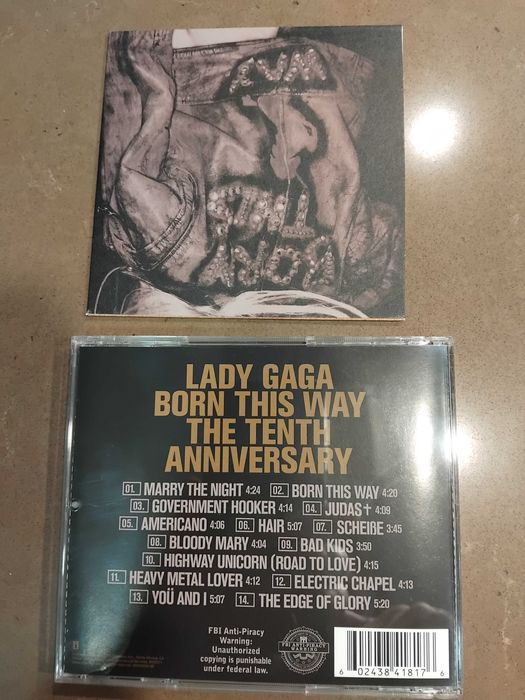 LADY GAGA
BORN THIS WAY
THE TENTH
ANNIVERSARY
01. MARRY THE NIGHT 4:24 02. BORN THIS WAY 4:20
03. GOVERNMENT HOOKER 4:14 04. JUDAS✝ 4:09
05. AMERICANO 4:06 06. HAIR 5:07 07. SCHEIßE 3:45
08. BLOODY MARY 4:04 09. BAD KIDS 3:50
10. HIGHWAY UNICORN (ROAD TO LOVE) 4:15
11. HEAVY METAL LOVER 4:12 12. ELECTRIC CHAPEL 4:13
13. YOÜ AND I 5:07 14. THE EDGE OF GLORY 5:20
FBI Anti-Piracy
Warning:
Unauthorized
copying is punishable
under federal law.
FBI ANTI-PIRACY
WARNING
6 02438 41817 6